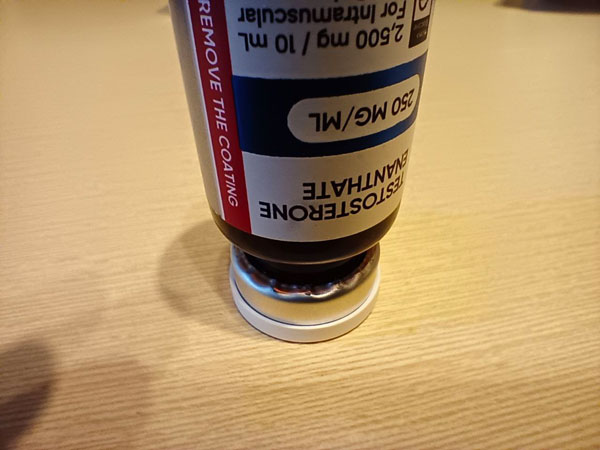 TESTOSTERONE
ENANTHATE
250 MG/ML
2,500 mg / 10 mL
For Intramuscular
REMOVE THE COATING